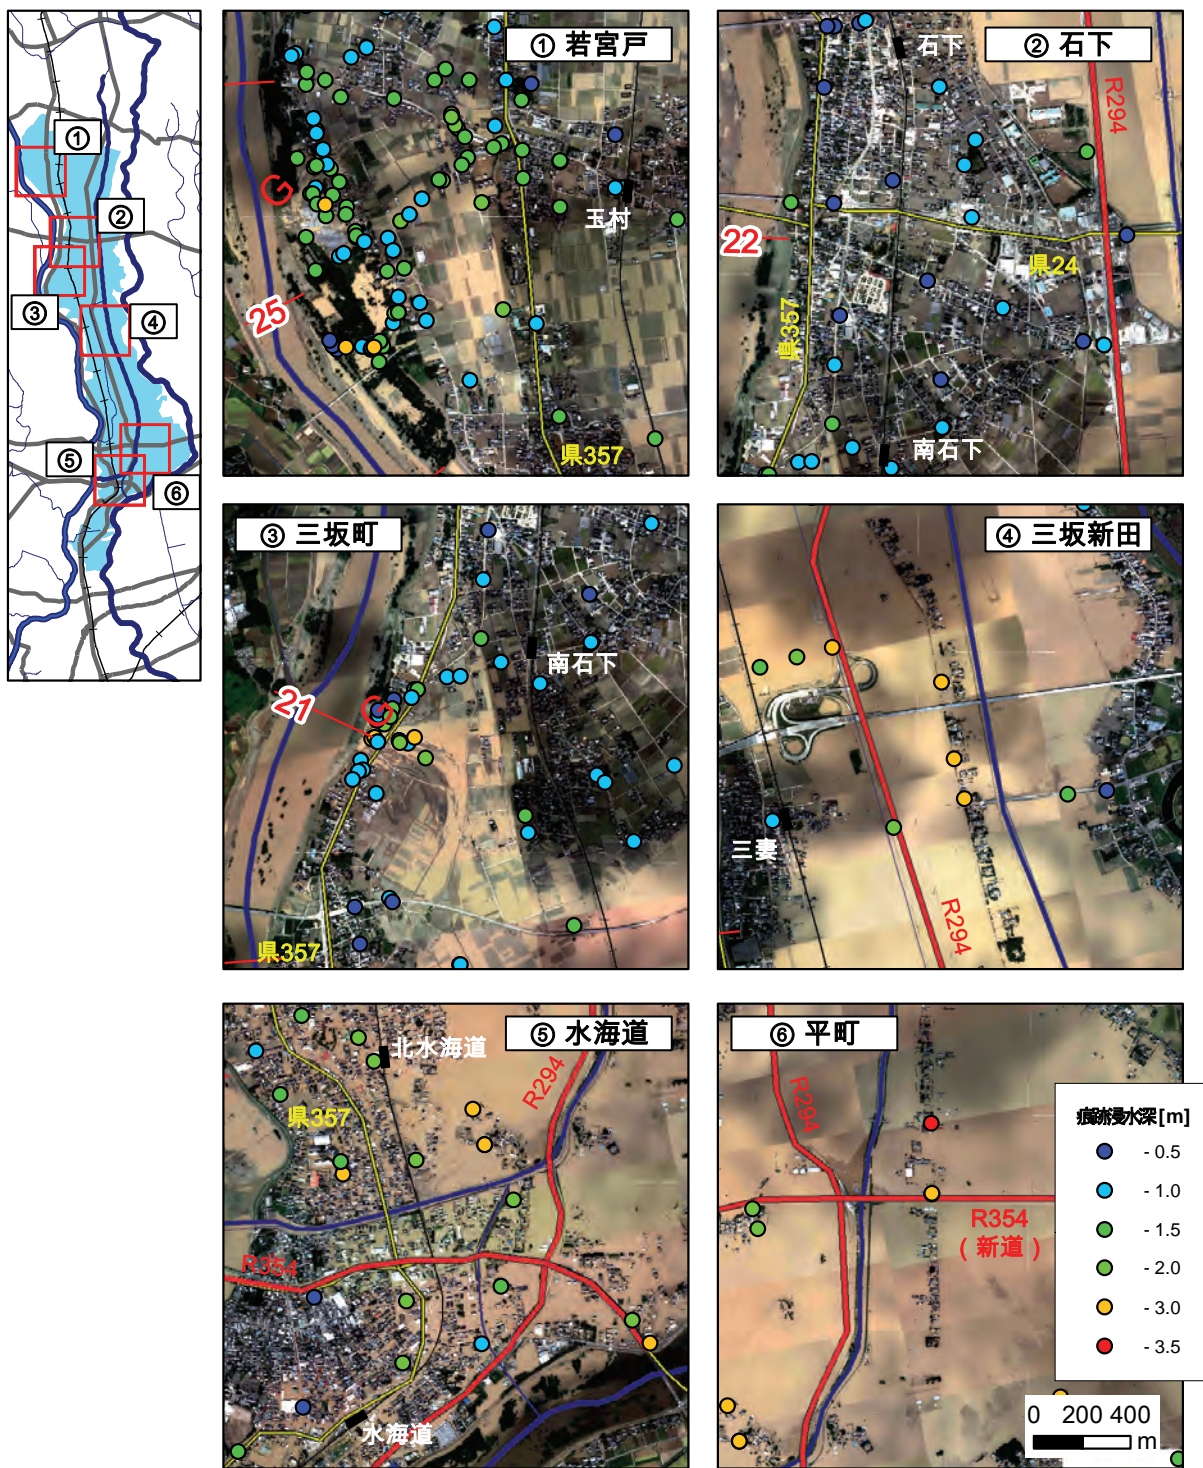 ①
②
③
④
⑤
⑥
① 若宮戸
G
玉村
25
県357
② 石下
石下
R294
22
県24
県357
南石下
③ 三坂町
南石下
21
G
県357
④ 三坂新田
三妻
R294
⑤ 水海道
北水海道
R294
県357
R354
水海道
⑥ 平町
R294
R354
( 新道 )
痕跡浸水深 [m]
- 0.5
- 1.0
- 1.5
- 2.0
- 3.0
- 3.5
0 200 400
m